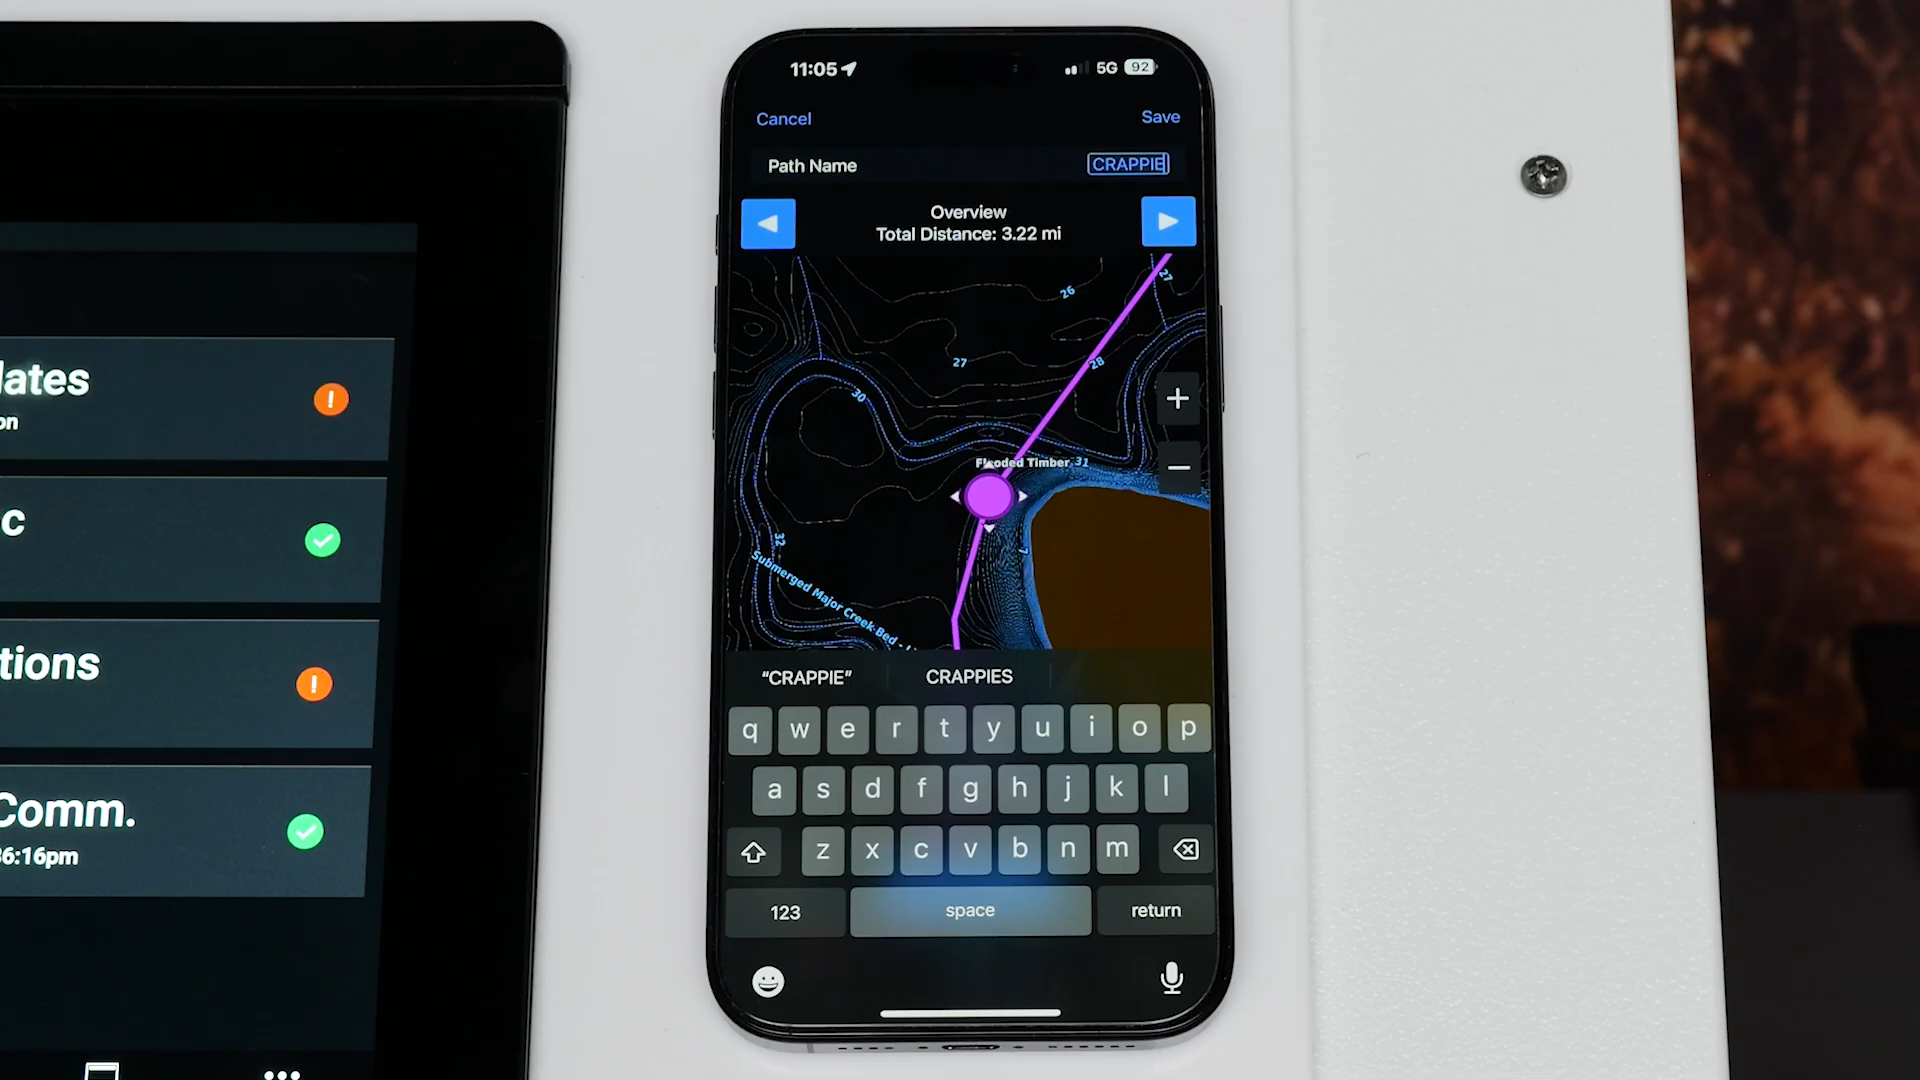 lates
on
c
tions
Comm.
36:16pm
11:05
5G 92
Cancel
Save
Path Name
CRAPPIE
Overview
Total Distance: 3.22 mi
26
27
27
28
30
Flooded Timber 31
32
7
Submerged Major Creek Bed
“CRAPPIE”
CRAPPIES
q w e r t y u i o p
a s d f g h j k l
z x c v b n m
123
space
return